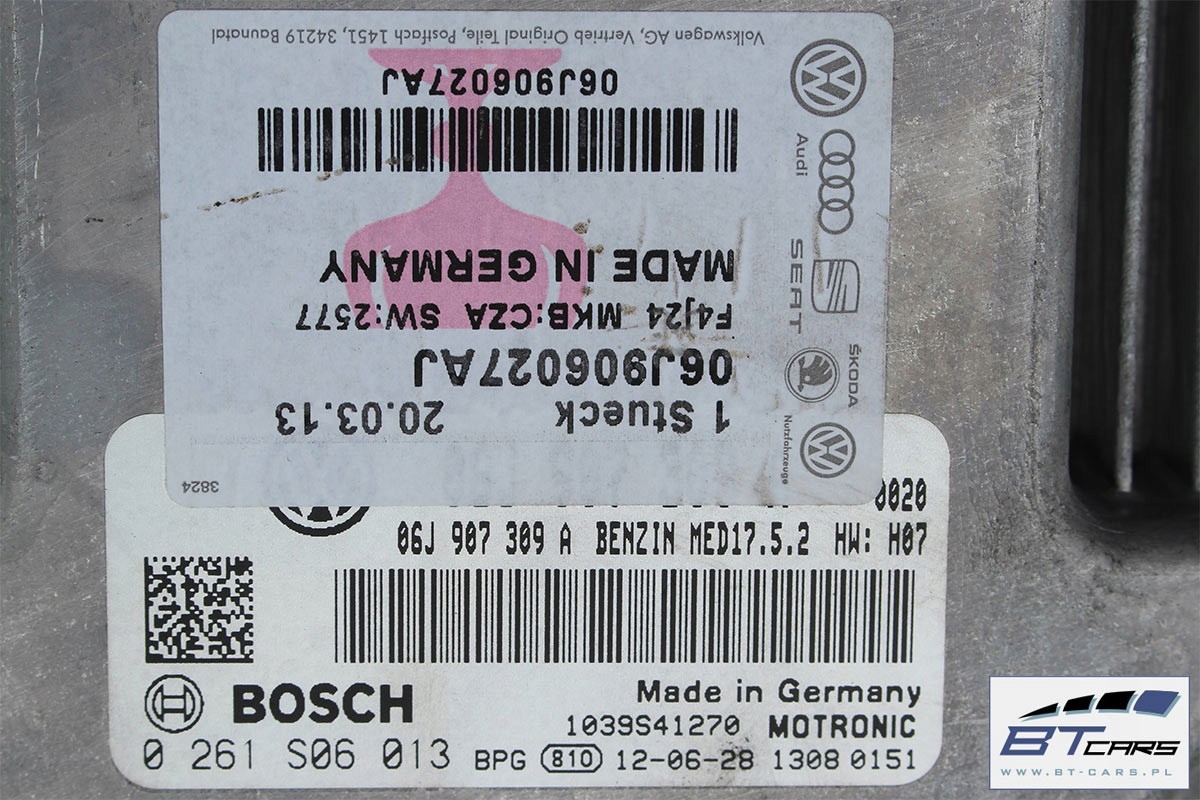 Volkswagen AG, Vertrieb Original Teile, Postfach 1451, 34219 Baunatal
06J906027AJ
MADE IN GERMANY
F4j24 MKB:CZA SW:2577
06J906027AJ
1 Stueck 20.03.13
3824
Audi
SEAT
ŠKODA
Nutzfahrzeuge
0020
06J 907 309 A BENZIN MED17.5.2 HW: H07
BOSCH
Made in Germany
1039S41270 MOTRONIC
0 261 S06 013 BPG 810 12-06-28 1308 0151
BT CARS
WWW.BT-CARS.PL